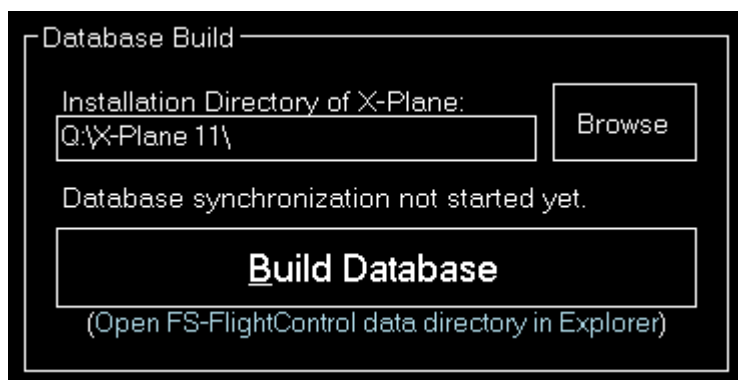 Database Build
Installation Directory of X-Plane:
Q:\X-Plane 11\
Browse
Database synchronization not started yet.
Build Database
(Open FS-FlightControl data directory in Explorer)